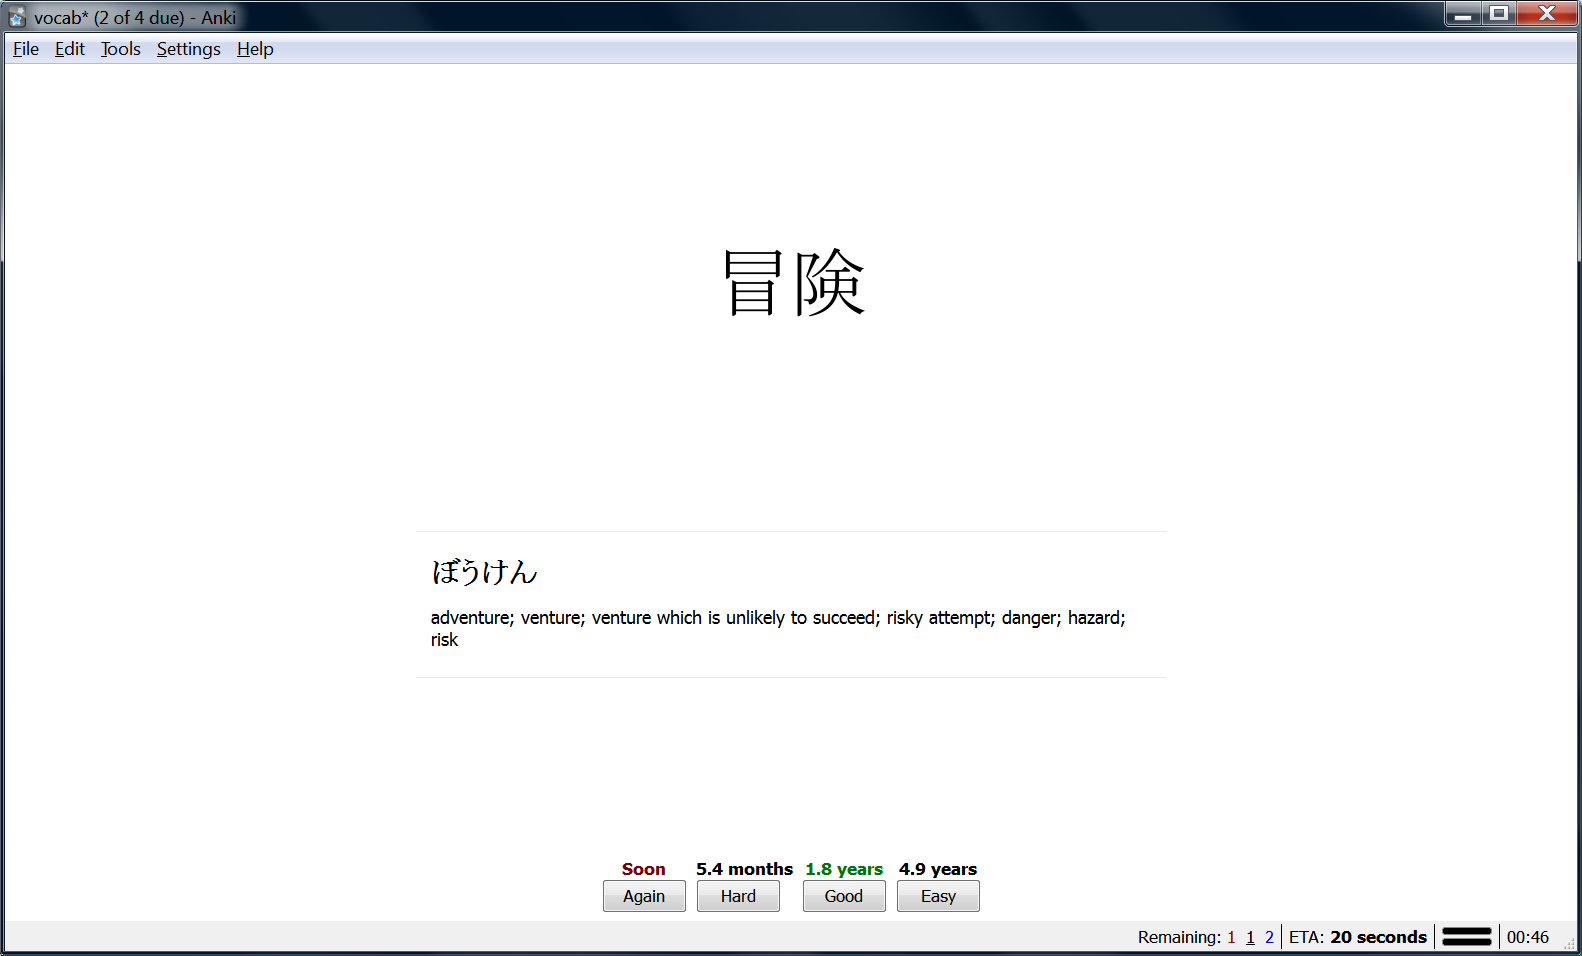 vocab* (2 of 4 due) - Anki
File Edit Tools Settings Help
冒険
ぼうけん
adventure; venture; venture which is unlikely to succeed; risky attempt; danger; hazard;
risk
Soon 5.4 months 1.8 years 4.9 years
Again Hard Good Easy
Remaining: 1 1 2 ETA: 20 seconds 00:46